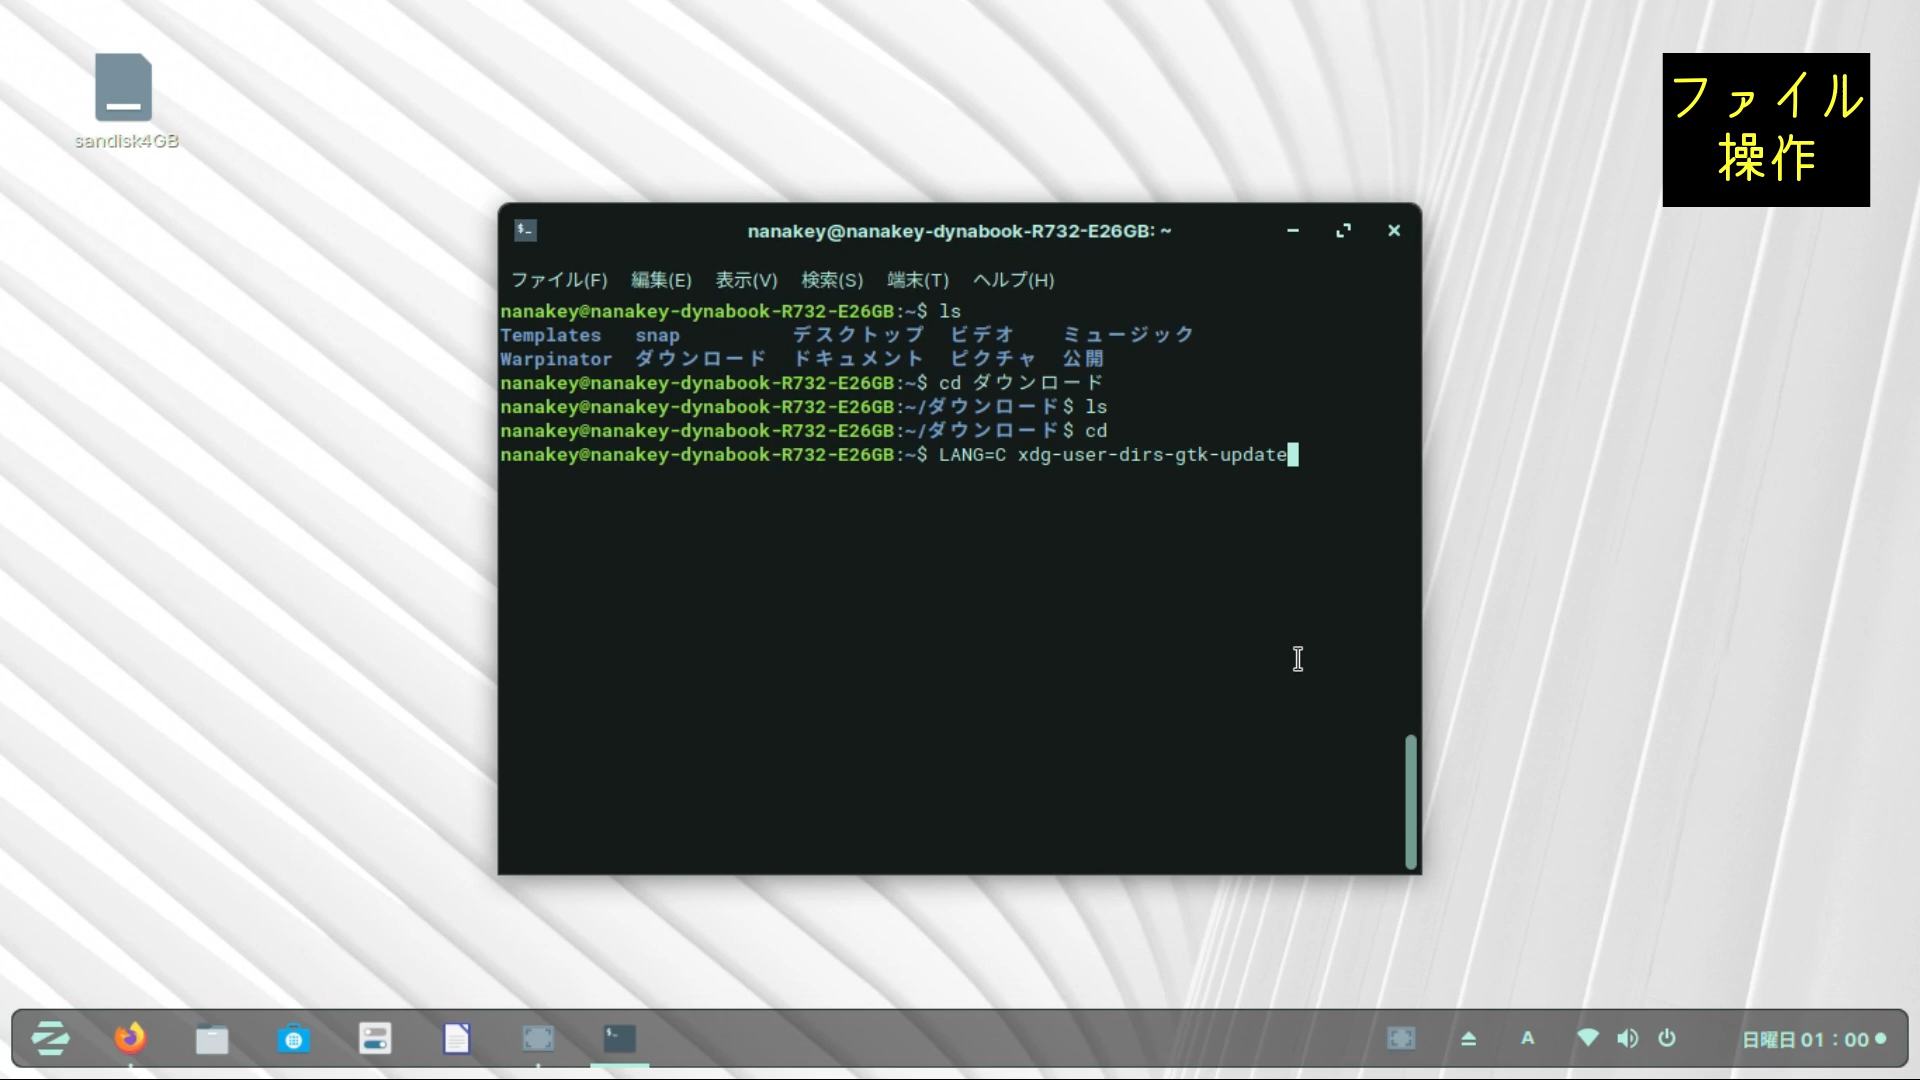 sandisk4GB
ファイル
操作
nanakey@nanakey-dynabook-R732-E26GB: ~
ファイル(F) 編集(E) 表示(V) 検索(S) 端末(T) ヘルプ(H)
nanakey@nanakey-dynabook-R732-E26GB:~$ ls
Templates snap デスクトップ ビデオ ミュージック
Warpinator ダウンロード ドキュメント ピクチャ 公開
nanakey@nanakey-dynabook-R732-E26GB:~$ cd ダウンロード
nanakey@nanakey-dynabook-R732-E26GB:~/ダウンロード$ ls
nanakey@nanakey-dynabook-R732-E26GB:~/ダウンロード$ cd
nanakey@nanakey-dynabook-R732-E26GB:~$ LANG=C xdg-user-dirs-gtk-update
A
日曜日 01：00